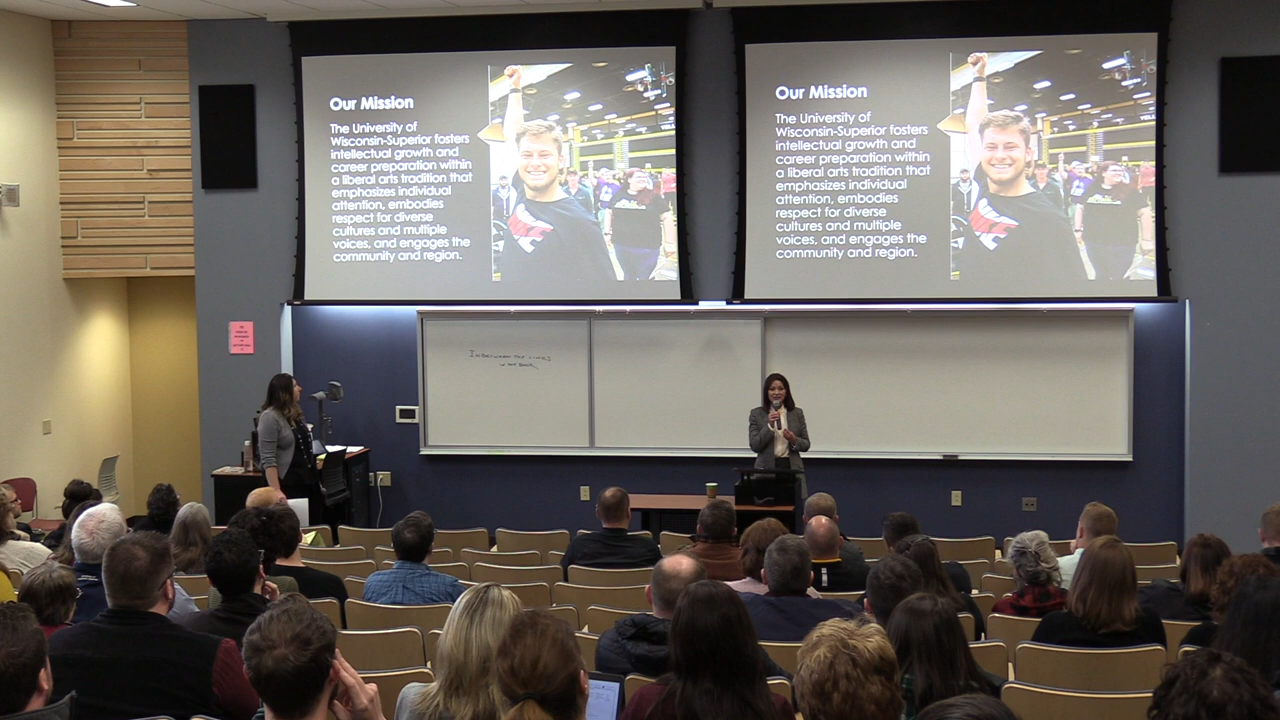 Our Mission
The University of
Wisconsin-Superior fosters
intellectual growth and
career preparation within
a liberal arts tradition that
emphasizes individual
attention, embodies
respect for diverse
cultures and multiple
voices, and engages the
community and region.
Our Mission
The University of
Wisconsin-Superior fosters
intellectual growth and
career preparation within
a liberal arts tradition that
emphasizes individual
attention, embodies
respect for diverse
cultures and multiple
voices, and engages the
community and region.